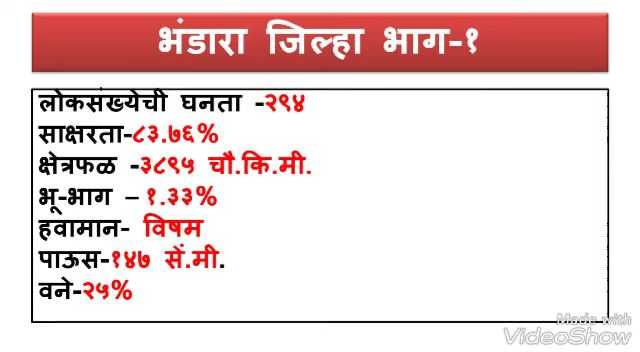 भंडारा जिल्हा भाग-१
लोकसंख्येची घनता -२९४
साक्षरता-८३.७६%
क्षेत्रफळ -३८९५ चौ.कि.मी.
भू-भाग – १.३३%
हवामान- विषम
पाऊस-१४७ सें.मी.
वने-२५%
Made with
VideoShow